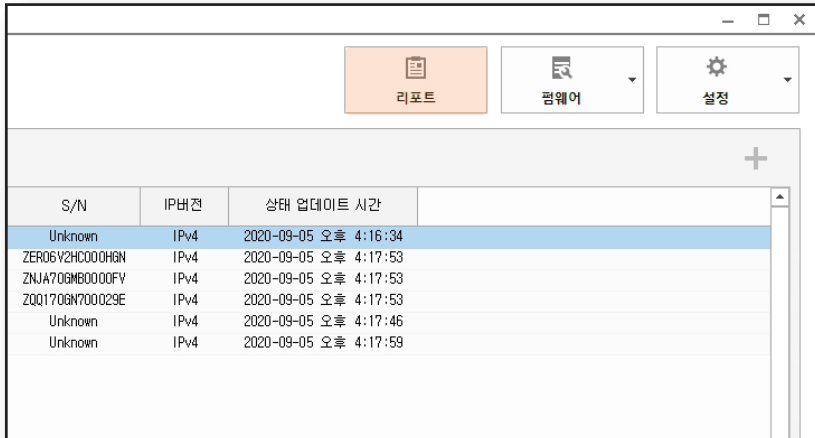 리포트 펌웨어 설정
S/N IP버전 상태 업데이트 시간
Unknown IPv4 2020-09-05 오후 4:16:34
ZER06V2HC000HGN IPv4 2020-09-05 오후 4:17:53
ZNJA70GMB0000FV IPv4 2020-09-05 오후 4:17:53
ZQQ170GN700029E IPv4 2020-09-05 오후 4:17:53
Unknown IPv4 2020-09-05 오후 4:17:46
Unknown IPv4 2020-09-05 오후 4:17:59